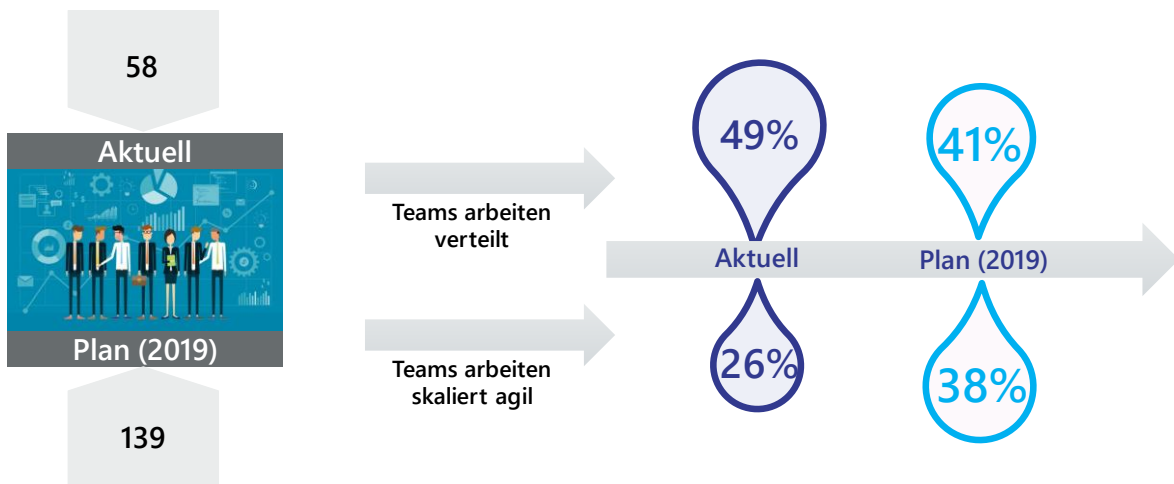 58
Aktuell
Plan (2019)
139
Teams arbeiten
verteilt
Teams arbeiten
skaliert agil
49%
41%
Aktuell
Plan (2019)
26%
38%